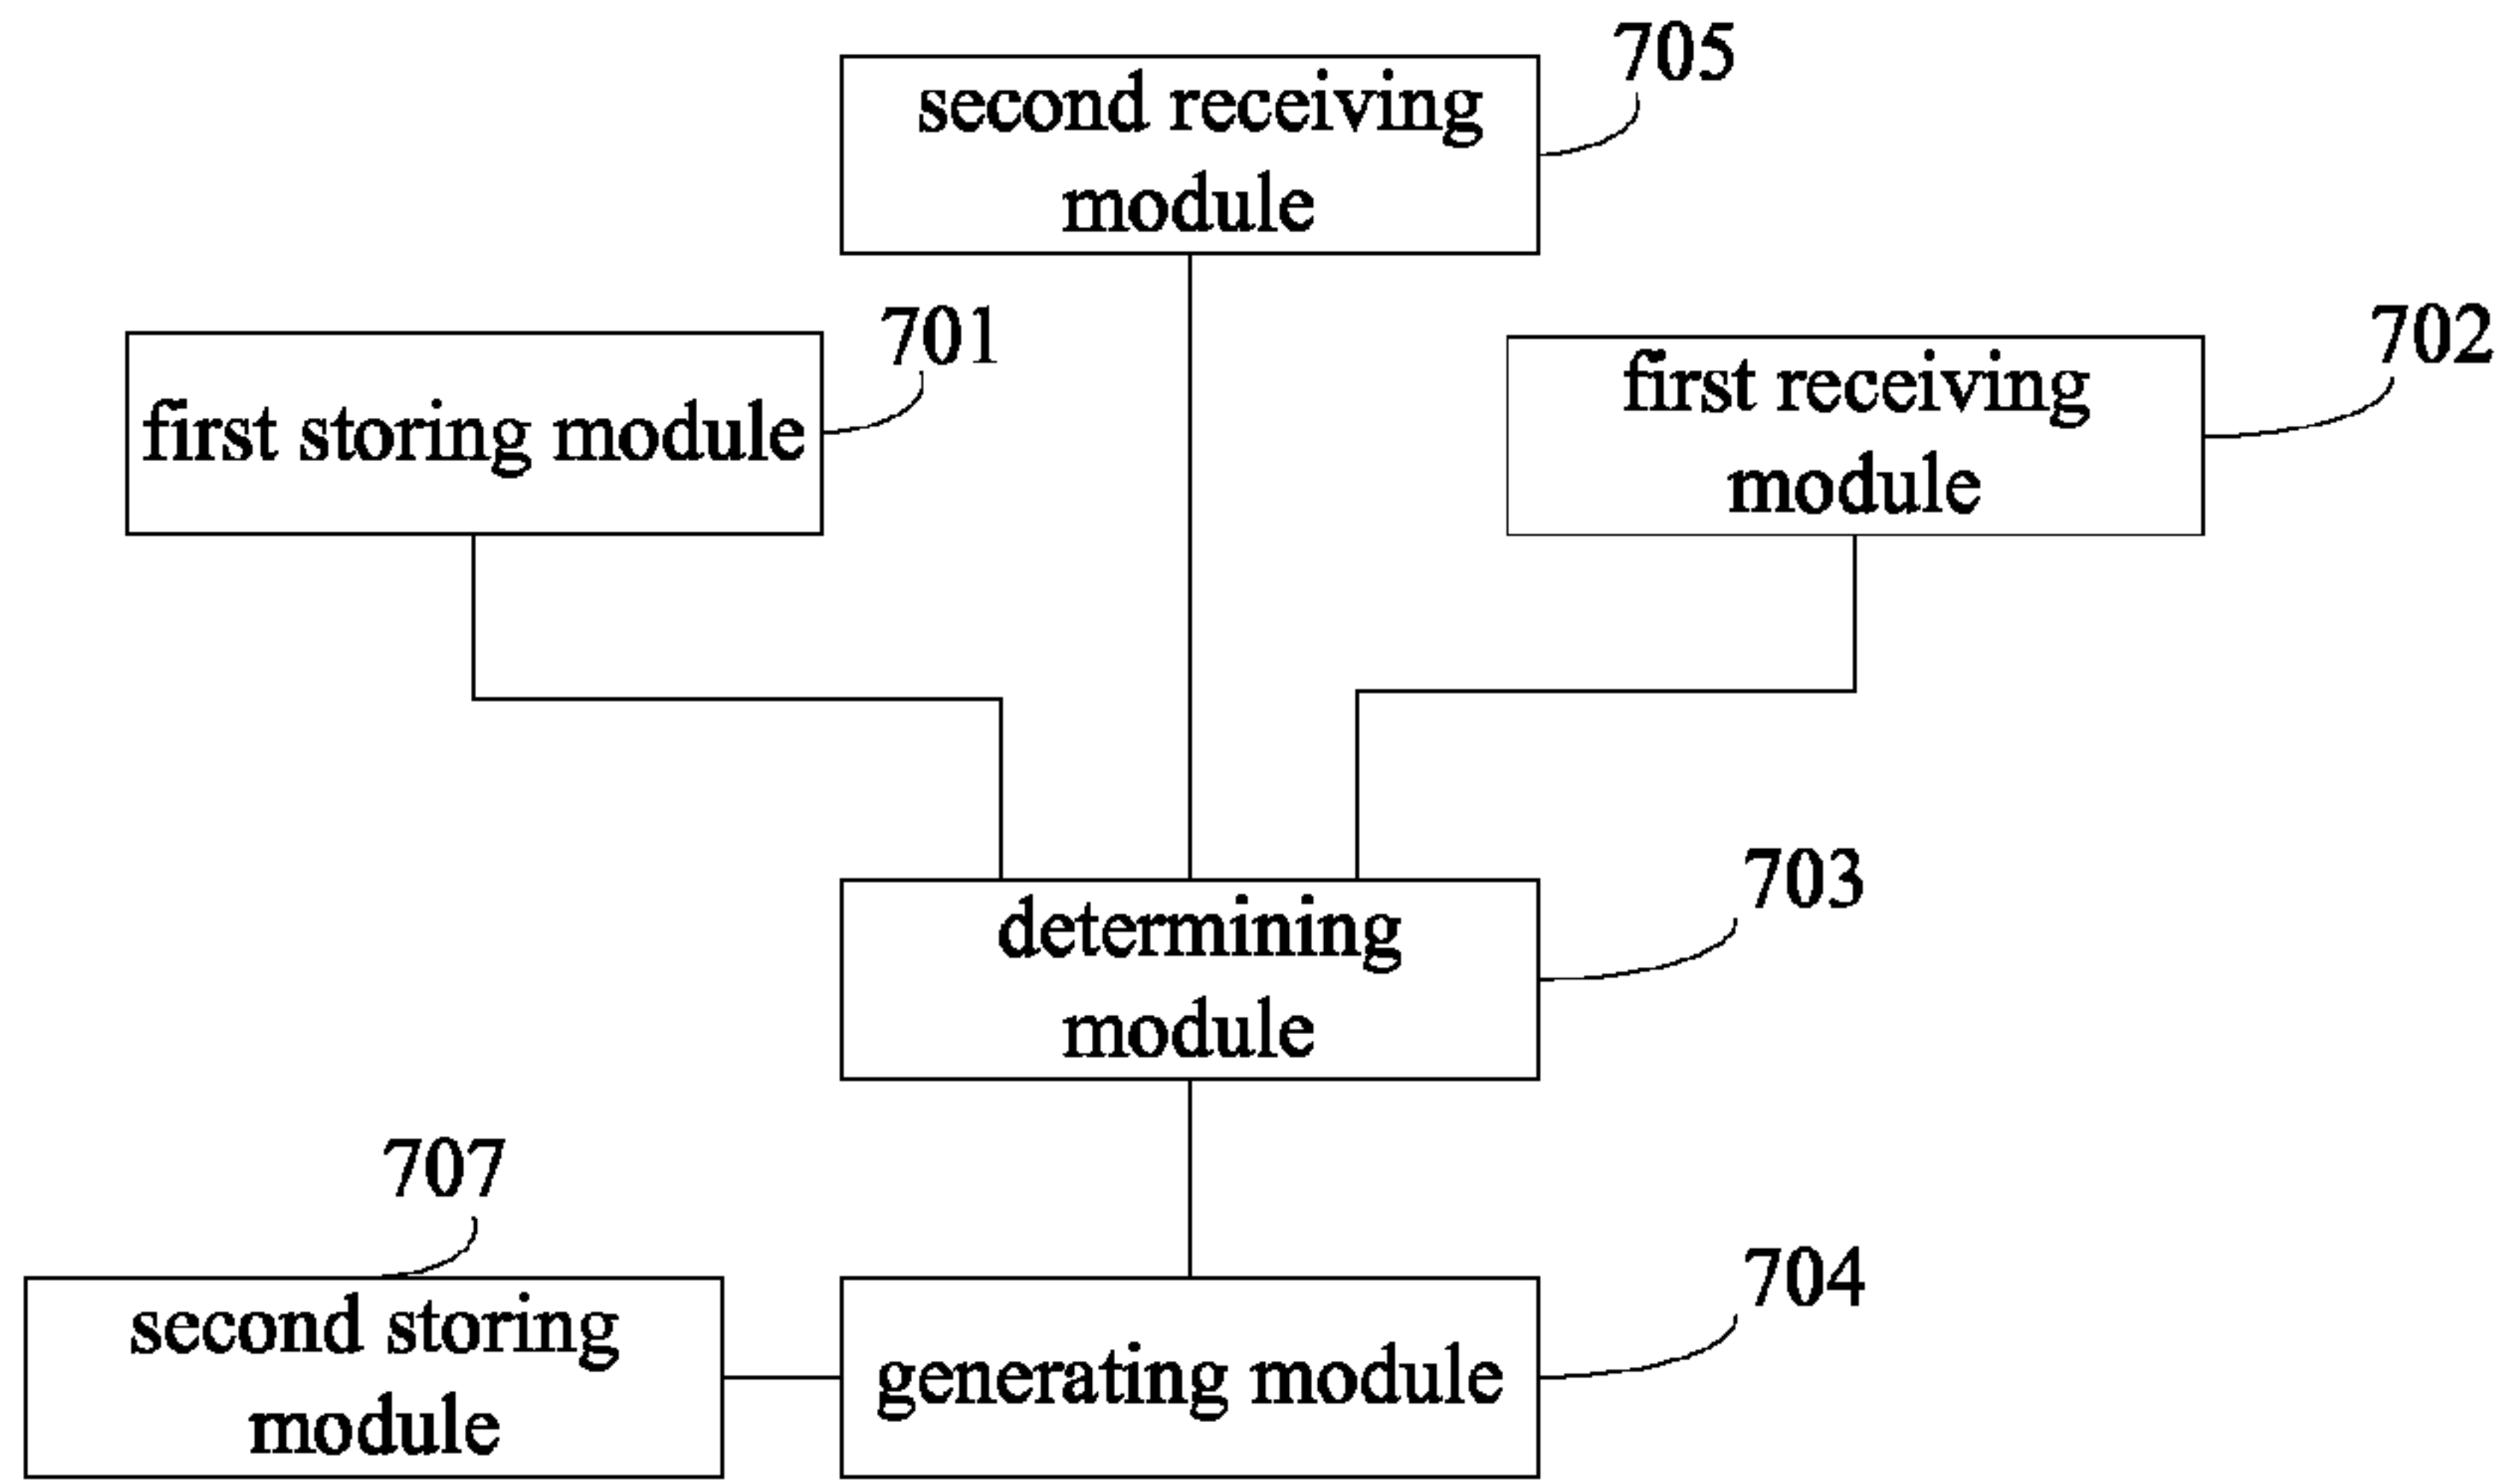 705
second receiving
module
701
702
first storing module
first receiving
module
703
determining
module
707
704
second storing
module
generating module